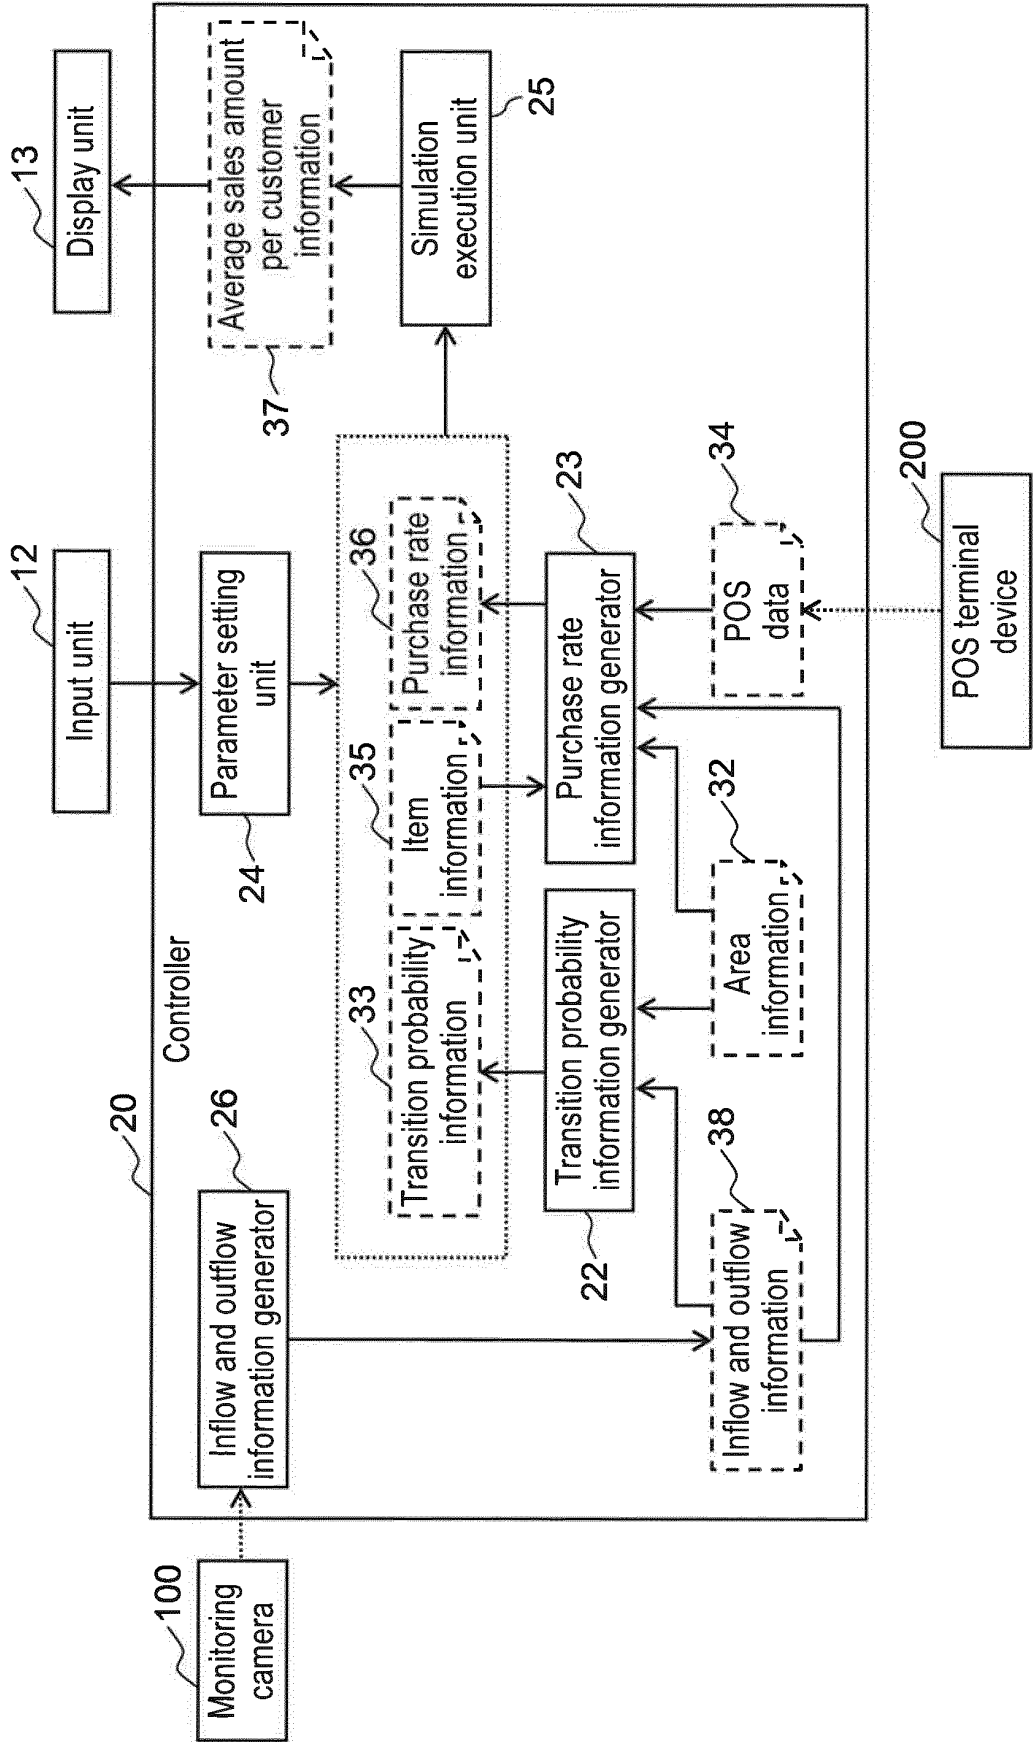 12
Input unit
13
Display unit
20
Controller
100
Monitoring
camera
26
Inflow and outflow
information generator
Parameter setting
unit
24
Average sales amount
per customer
information
37
33
Transition probability
information
35
Item
information
36
Purchase rate
information
Simulation
execution unit
25
Transition probability
information generator
22
23
Purchase rate
information generator
38
Inflow and outflow
information
32
Area
information
34
POS
data
200
POS terminal
device